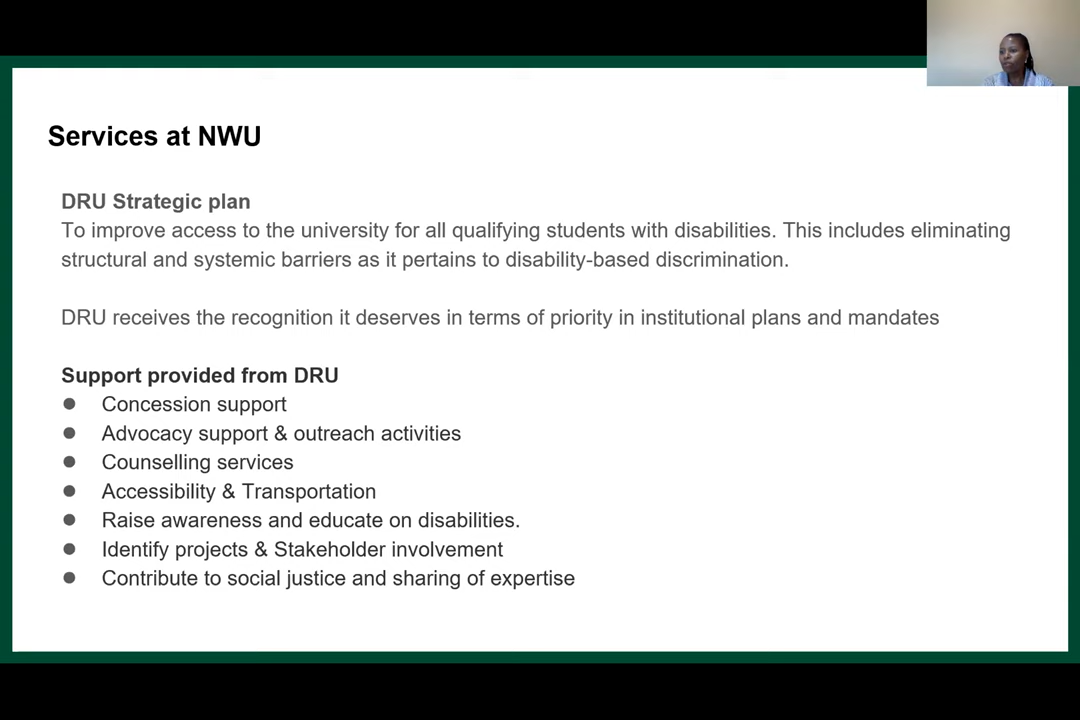 Services at NWU
DRU Strategic plan
To improve access to the university for all qualifying students with disabilities. This includes eliminating
structural and systemic barriers as it pertains to disability-based discrimination.
DRU receives the recognition it deserves in terms of priority in institutional plans and mandates
Support provided from DRU
● Concession support
● Advocacy support & outreach activities
● Counselling services
● Accessibility & Transportation
● Raise awareness and educate on disabilities.
● Identify projects & Stakeholder involvement
● Contribute to social justice and sharing of expertise